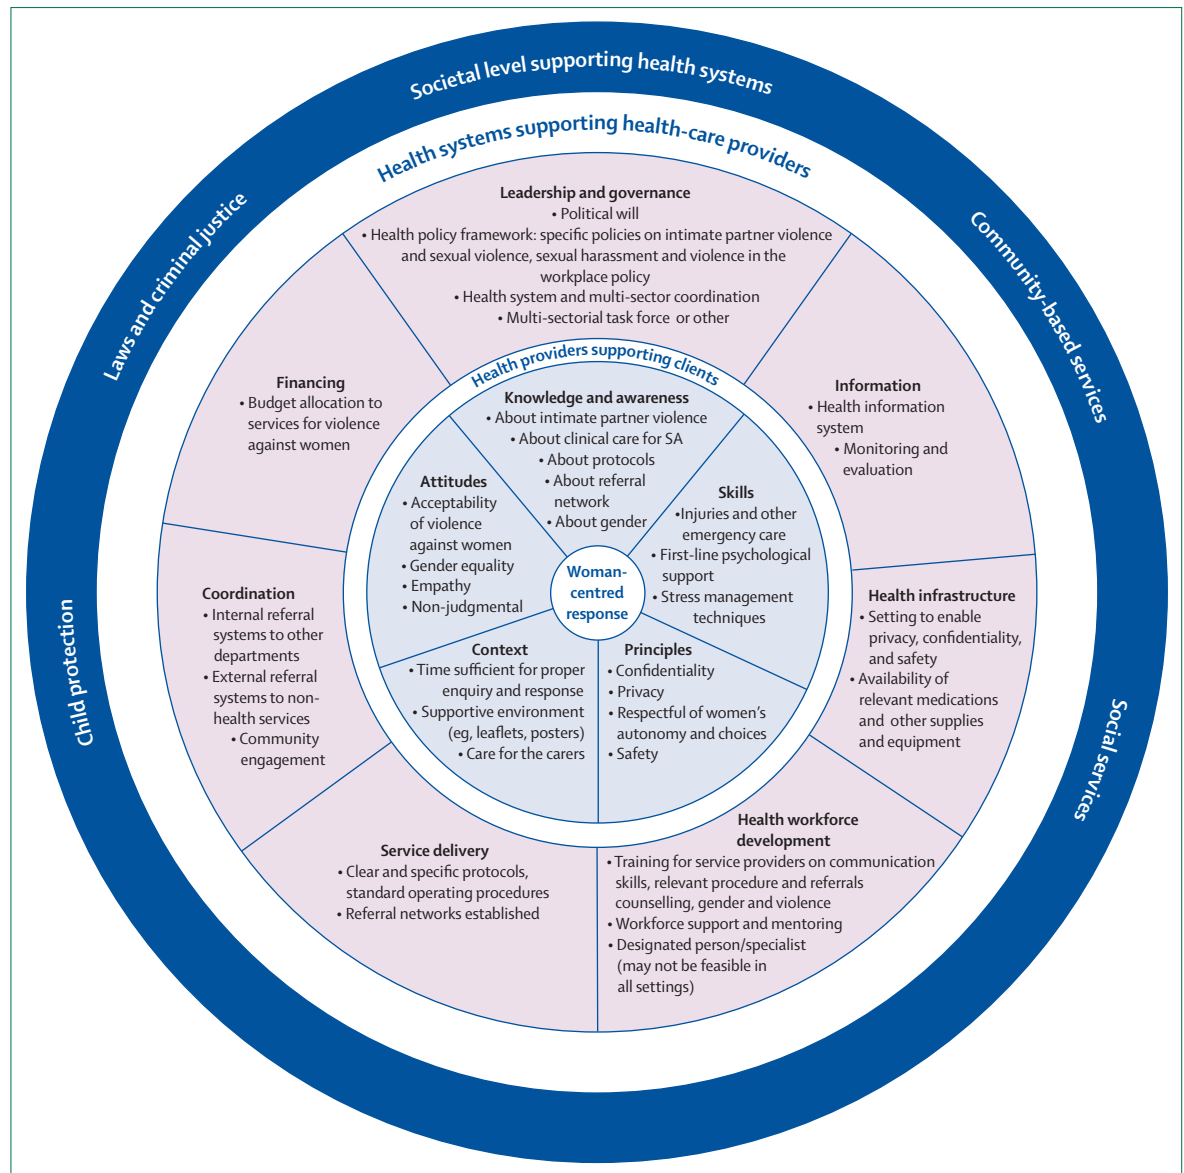 Societal level supporting health systems
Health systems supporting health-care providers
Laws and criminal justice
Community-based services
Child protection
Social services
Leadership and governance
• Political will
• Health policy framework: specific policies on intimate partner violence
and sexual violence, sexual harassment and violence in the
workplace policy
• Health system and multi-sector coordination
• Multi-sectorial task force or other
Financing
• Budget allocation to
services for violence
against women
Information
• Health information
system
• Monitoring and
evaluation
Coordination
• Internal referral
systems to other
departments
• External referral
systems to non-
health services
• Community
engagement
Health infrastructure
• Setting to enable
privacy, confidentiality,
and safety
• Availability of
relevant medications
and other supplies
and equipment
Service delivery
• Clear and specific protocols,
standard operating procedures
• Referral networks established
Health workforce
development
• Training for service providers on communication
skills, relevant procedure and referrals
counselling, gender and violence
• Workforce support and mentoring
• Designated person/specialist
(may not be feasible in
all settings)
Health providers supporting clients
Knowledge and awareness
• About intimate partner violence
• About clinical care for SA
• About protocols
• About referral
network
• About gender
Attitudes
• Acceptability
of violence
against women
• Gender equality
• Empathy
• Non-judgmental
Skills
•Injuries and other
emergency care
• First-line psychological
support
• Stress management
techniques
Woman-
centred
response
Context
• Time sufficient for proper
enquiry and response
• Supportive environment
(eg, leaflets, posters)
• Care for the carers
Principles
• Confidentiality
• Privacy
• Respectful of women's
autonomy and choices
• Safety